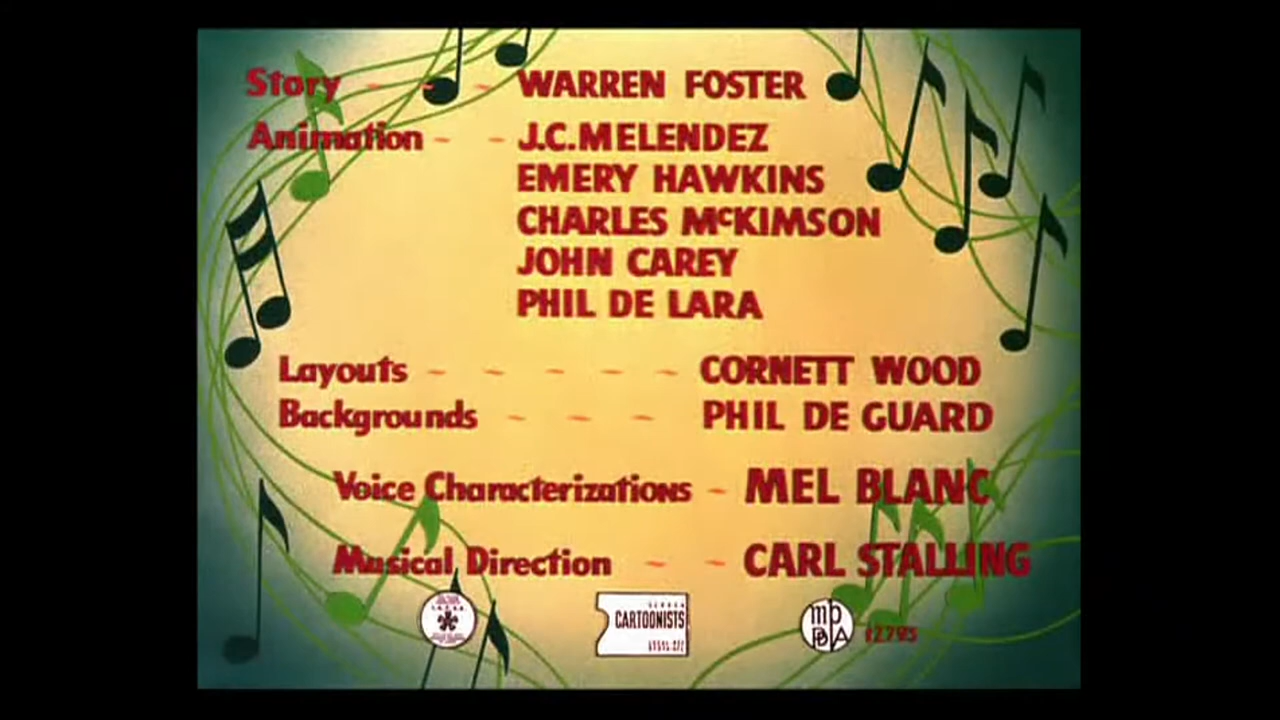 Story - - - WARREN FOSTER
Animation - - J.C.MELENDEZ
EMERY HAWKINS
CHARLES McKIMSON
JOHN CAREY
PHIL DE LARA
Layouts - - - - - CORNETT WOOD
Backgrounds - - - PHIL DE GUARD
Voice Characterizations - MEL BLANC
Musical Direction - - CARL STALLING
SCREEN
CARTOONISTS